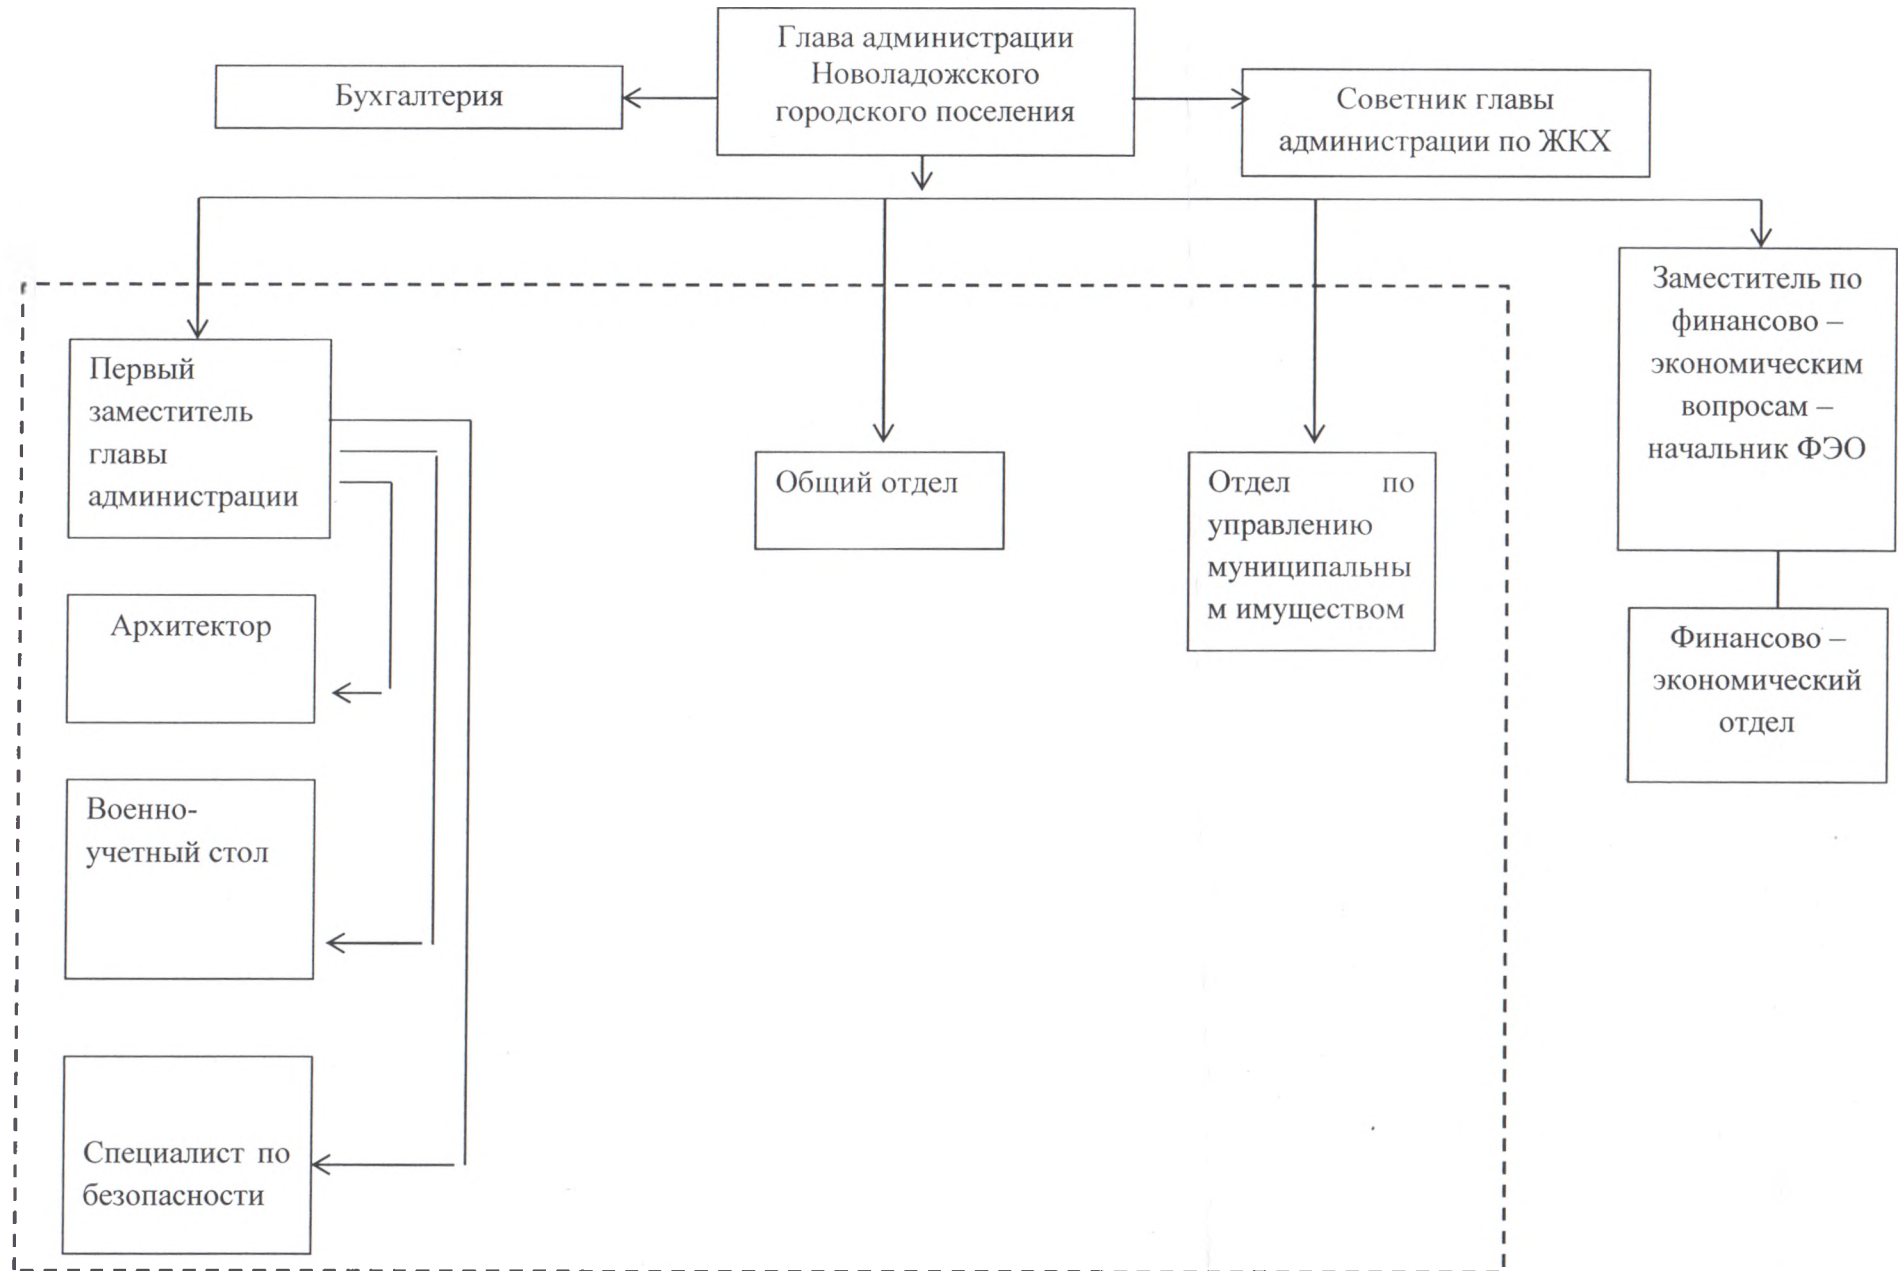 Глава администрации
Новоладожского
городского поселения
Бухгалтерия
Советник главы
администрации по ЖКХ
Первый
заместитель
главы
администрации
Общий отдел
Отдел по
управлению
муниципальны
м имуществом
Заместитель по
финансово –
экономическим
вопросам –
начальник ФЭО
Архитектор
Финансово –
экономический
отдел
Военно-
учетный стол
Специалист по
безопасности